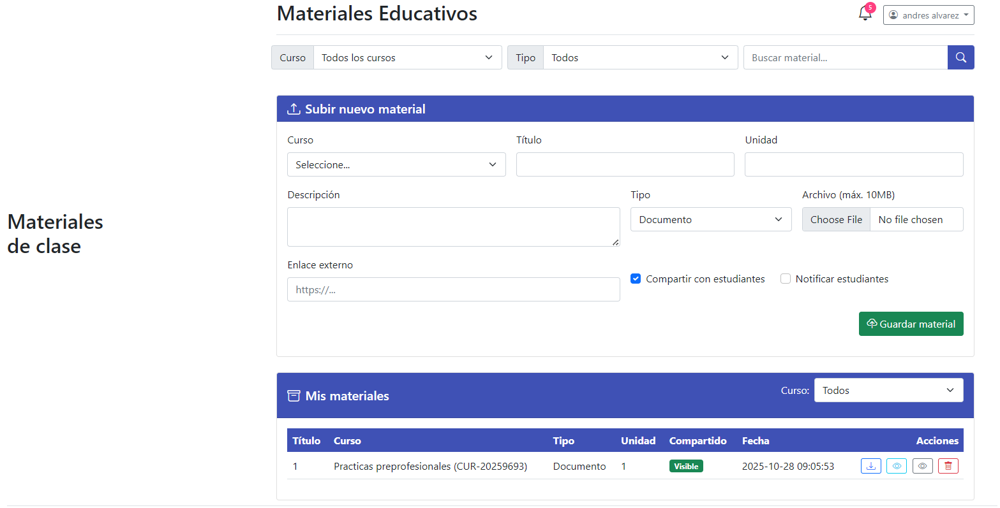 Materiales Educativos
5
andres alvarez
Curso Todos los cursos Tipo Todos Buscar material...
Subir nuevo material
Curso Título Unidad
Seleccione...
Descripción Tipo Archivo (máx. 10MB)
Documento Choose File No file chosen
Materiales
de clase
Enlace externo
Compartir con estudiantes Notificar estudiantes
https://...
Guardar material
Mis materiales Curso: Todos
Título Curso Tipo Unidad Compartido Fecha Acciones
1 Practicas preprofesionales (CUR-20259693) Documento 1 Visible 2025-10-28 09:05:53